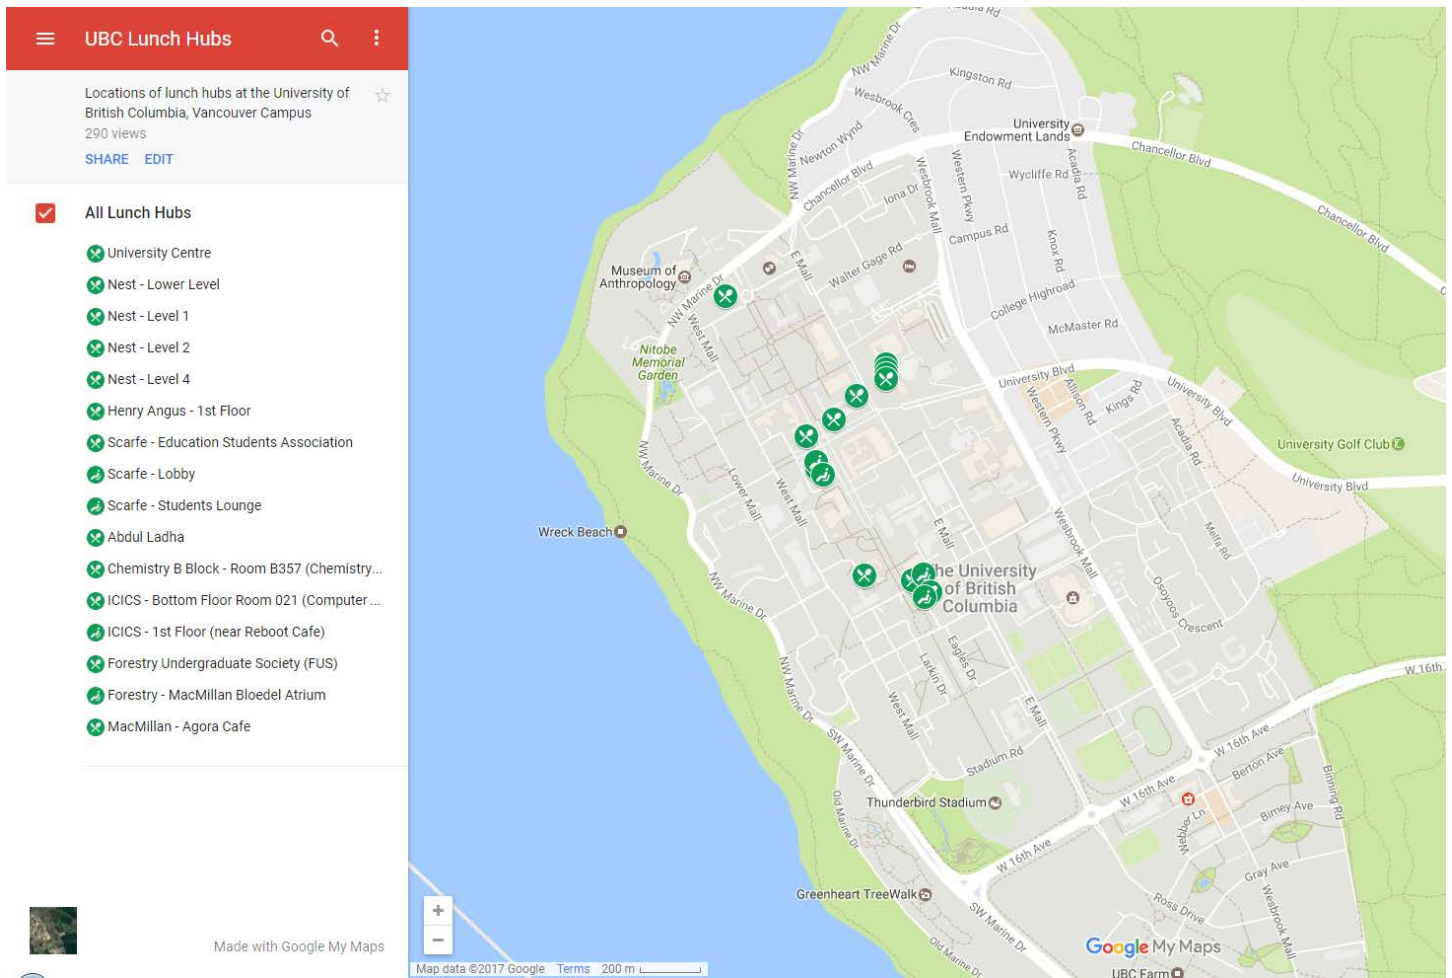 UBC Lunch Hubs
Locations of lunch hubs at the University of
British Columbia, Vancouver Campus
290 views
SHARE EDIT
All Lunch Hubs
University Centre
Nest - Lower Level
Nest - Level 1
Nest - Level 2
Nest - Level 4
Henry Angus - 1st Floor
Scarfe - Education Students Association
Scarfe - Lobby
Scarfe - Students Lounge
Abdul Ladha
Chemistry B Block - Room B357 (Chemistry...
ICICS - Bottom Floor Room 021 (Computer ...
ICICS - 1st Floor (near Reboot Cafe)
Forestry Undergraduate Society (FUS)
Forestry - MacMillan Bloedel Atrium
MacMillan - Agora Cafe
Made with Google My Maps
Acadia Rd
NW Marine Dr
Kingston Rd
Wesbrook Cres
University
Endowment Lands
Newton Wynd
NW Marine Dr
Chancellor Blvd
Chancellor Blvd
Western Pkwy
Wycliffe Rd
Acadia Rd
Iona Dr
Wesbrook Mall
Chancellor Blvd
Campus Rd
Knox Rd
E Mall
Walter Gage Rd
Museum of
Anthropology
NW Marine Dr
West Mall
College Highroad
McMaster Rd
Nitobe
Memorial
Garden
University Blvd
Allison Rd
Kings Rd
University Blvd
Western Pkwy
Acadia Rd
University Golf Club
NW Marine Dr
Lower Mall
West Mall
University Blvd
Wreck Beach
E Mall
Wesbrook Mall
Melfa Rd
The University
of British
Columbia
NW Marine Dr
Osoyoos Crescent
Eagles Dr
Larkin Dr
NW Marine Dr
West Mall
E Mall
W 16th
SW Marine Dr
Stadium Rd
W 16th Ave
Berton Ave
Binning Rd
Thunderbird Stadium
W 16th Ave
Webber Ln
Birney Ave
Old Marine Dr
W 16th Ave
Gray Ave
Greenheart TreeWalk
SW Marine Dr
Ross Drive
Wesbrook Mall
Old Marine Dr
Google My Maps
UBC Farm
Map data ©2017 Google Terms 200 m